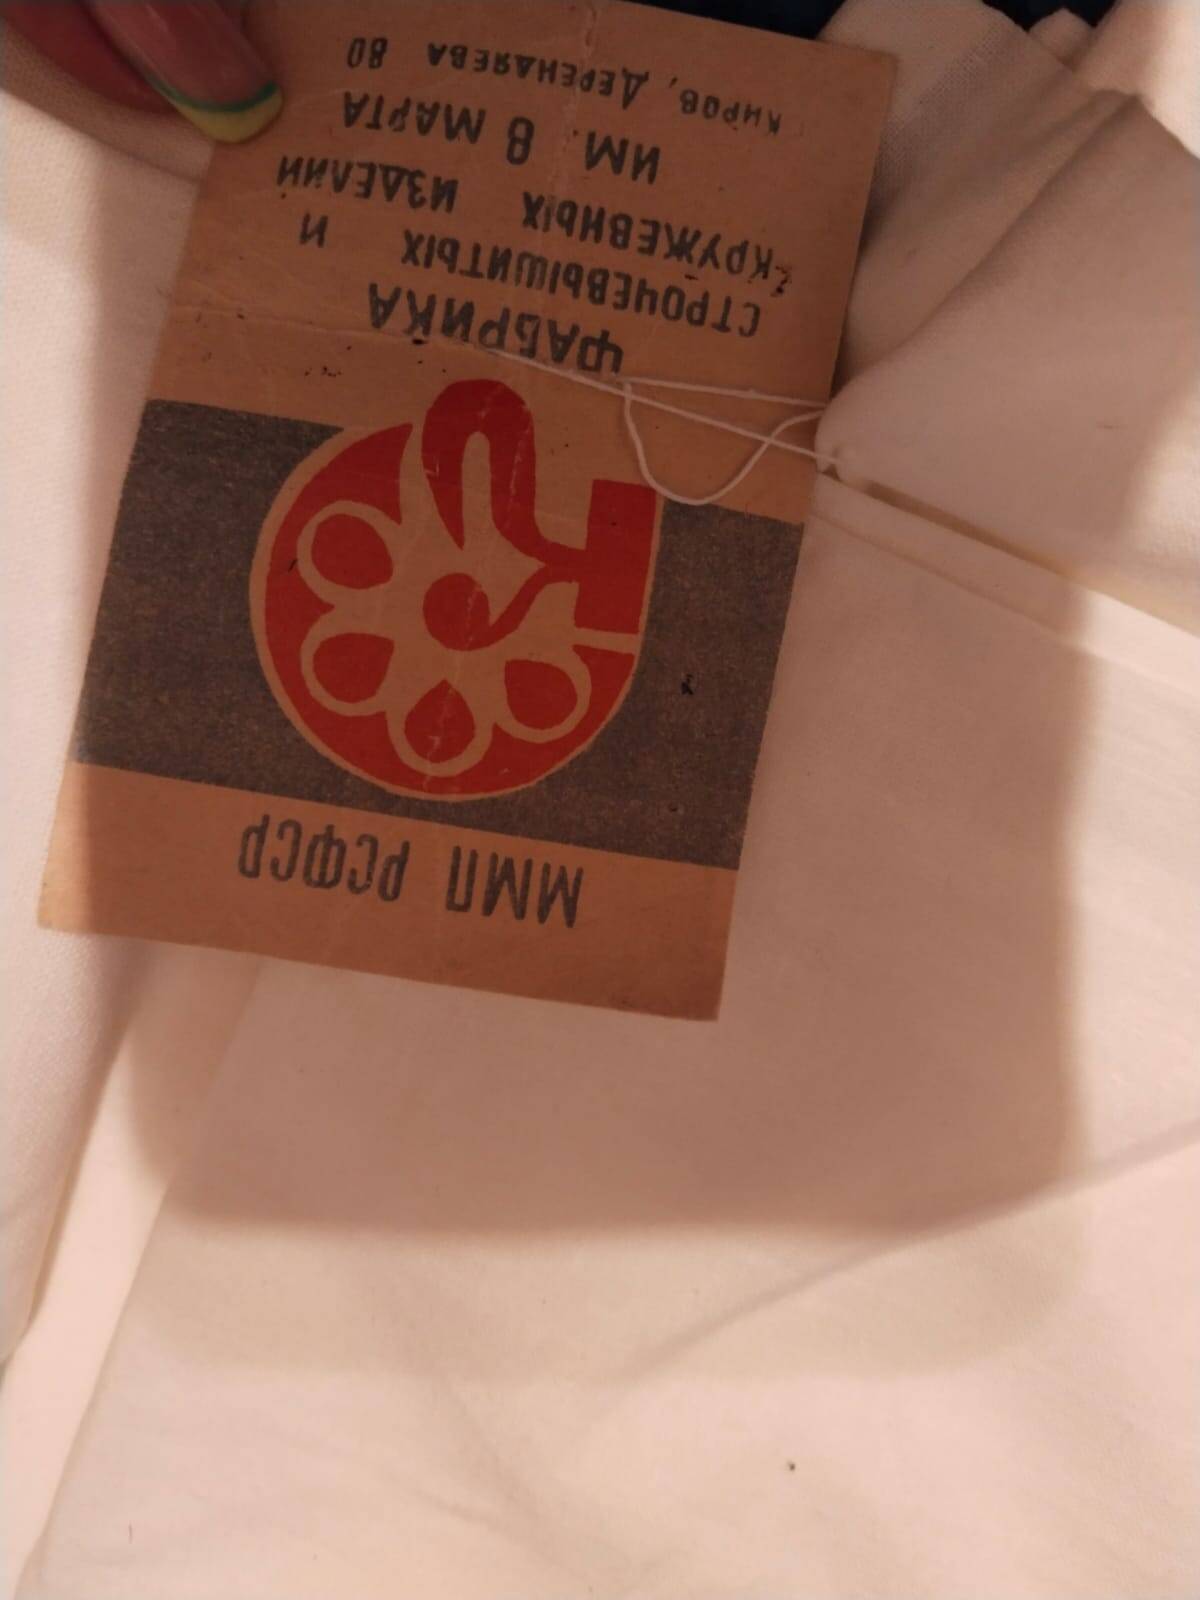 ММП РСФСР
ФАБРИКА
СТРОЧЕВЫШИТЫХ И
КРУЖЕВНЫХ ИЗДЕЛИЙ
ИМ. 8 МАРТА
КИРОВ, ДЕРЕНДЯЕВА 80